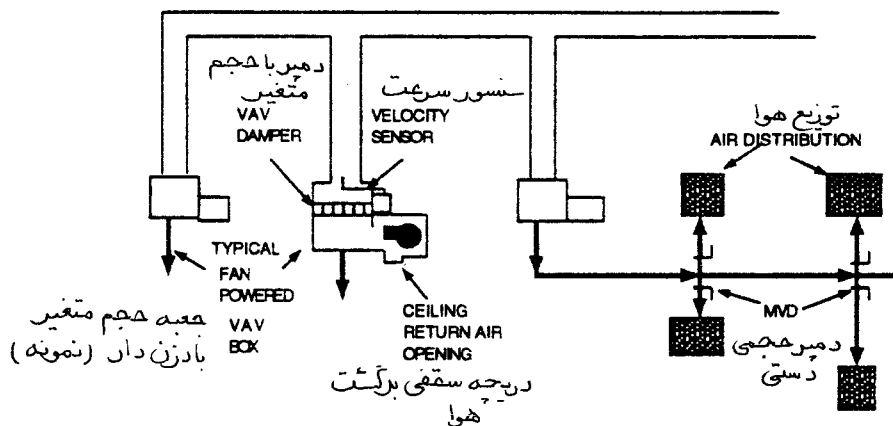 دمپر با حجم
متغیر
VAV
DAMPER
سنسور سرعت
VELOCITY
SENSOR
توزیع هوا
AIR DISTRIBUTION
TYPICAL
FAN
POWERED
VAV
BOX
جعبه حجم متغیر
بادزن دار (نمونه)
CEILING
RETURN AIR
OPENING
دریچه سقفی برگشت
هوا
MVD
دمپر حجمی
دستی